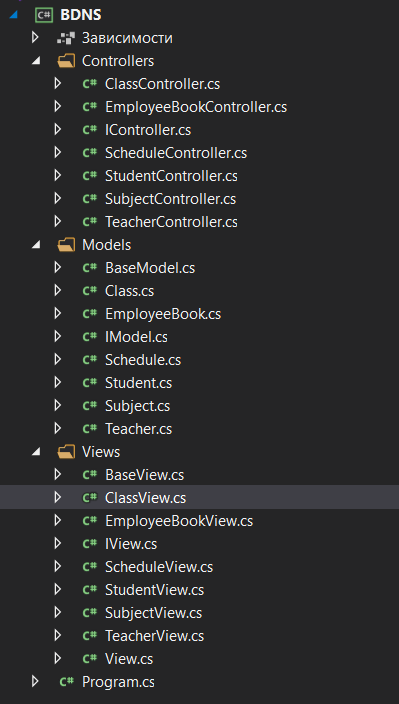 C# BDNS
Зависимости
Controllers
C# ClassController.cs
C# EmployeeBookController.cs
C# IController.cs
C# ScheduleController.cs
C# StudentController.cs
C# SubjectController.cs
C# TeacherController.cs
Models
C# BaseModel.cs
C# Class.cs
C# EmployeeBook.cs
C# IModel.cs
C# Schedule.cs
C# Student.cs
C# Subject.cs
C# Teacher.cs
Views
C# BaseView.cs
C# ClassView.cs
C# EmployeeBookView.cs
C# IView.cs
C# ScheduleView.cs
C# StudentView.cs
C# SubjectView.cs
C# TeacherView.cs
C# View.cs
C# Program.cs